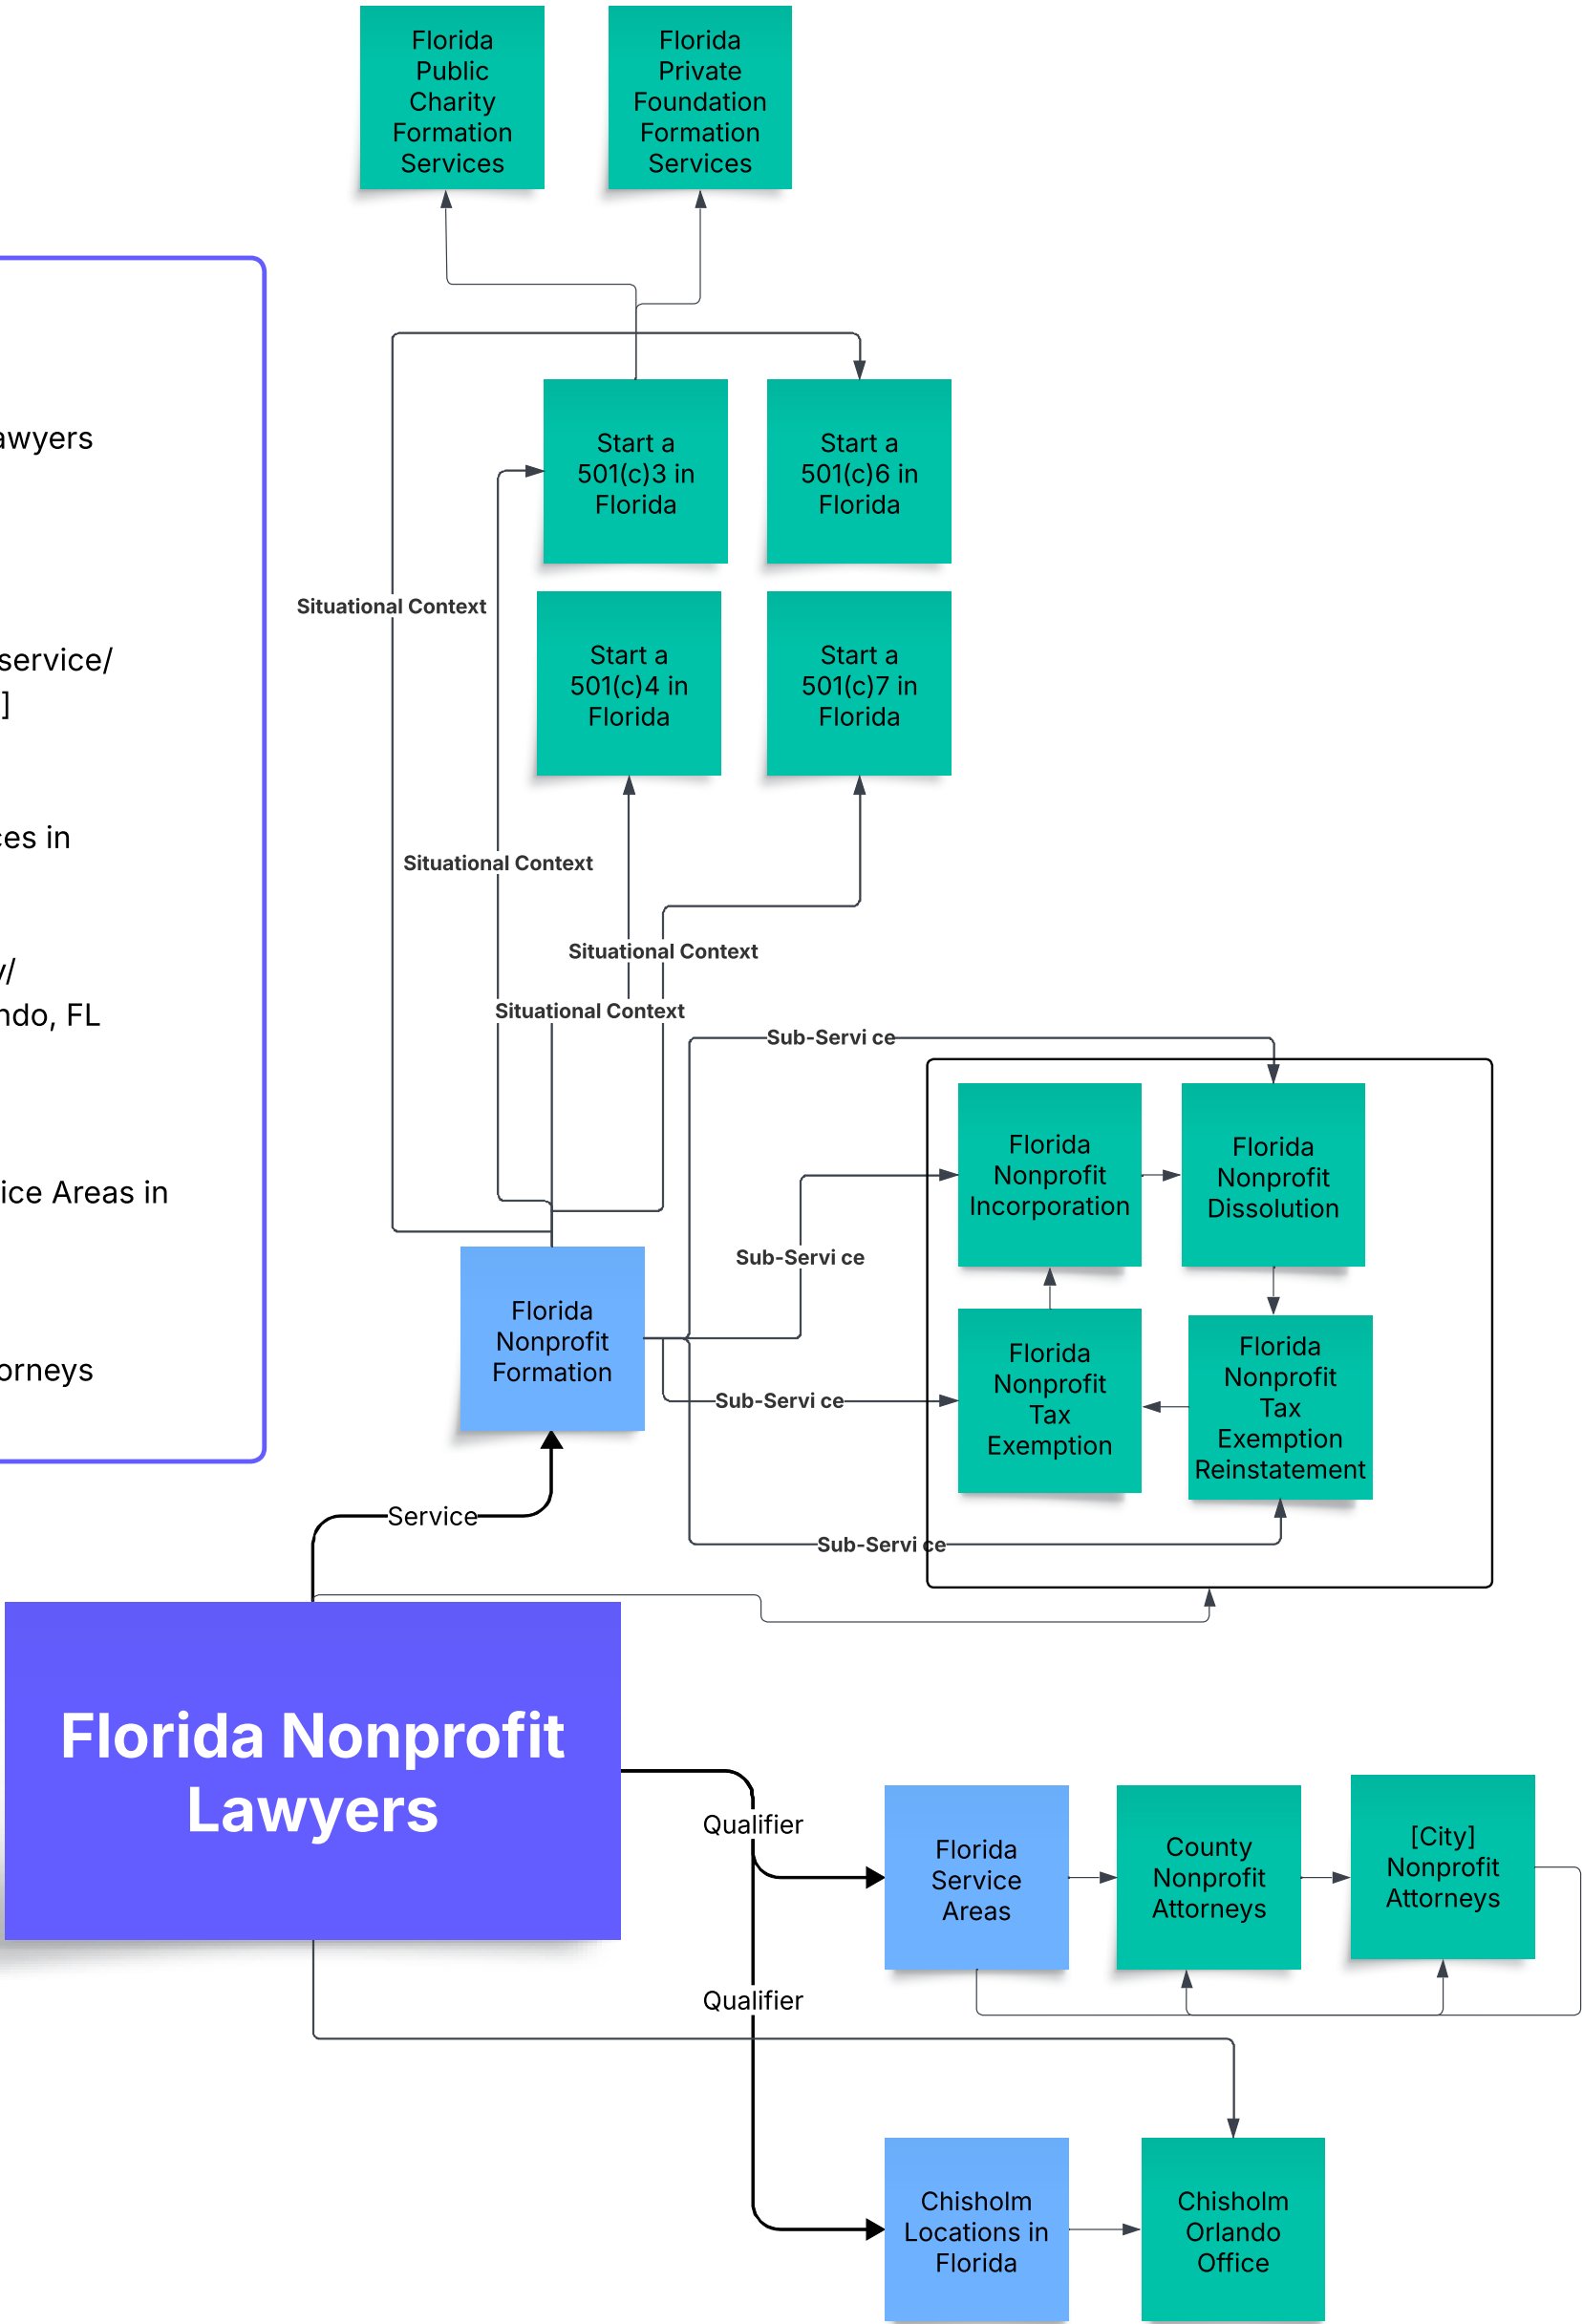 Florida
Public
Charity
Formation
Services
Florida
Private
Foundation
Formation
Services
awyers
service/
]
ces in
y/
ndo, FL
ice Areas in
orneys
Start a
501(c)3 in
Florida
Start a
501(c)6 in
Florida
Situational Context
Start a
501(c)4 in
Florida
Start a
501(c)7 in
Florida
Situational Context
Situational Context
Situational Context
Sub-Servi ce
Florida
Nonprofit
Incorporation
Florida
Nonprofit
Dissolution
Sub-Servi ce
Florida
Nonprofit
Formation
Florida
Nonprofit
Tax
Exemption
Florida
Nonprofit
Tax
Exemption
Reinstatement
Sub-Servi ce
Sub-Servi ce
Service
Florida Nonprofit
Lawyers
Qualifier
Florida
Service
Areas
County
Nonprofit
Attorneys
[City]
Nonprofit
Attorneys
Qualifier
Chisholm
Locations in
Florida
Chisholm
Orlando
Office